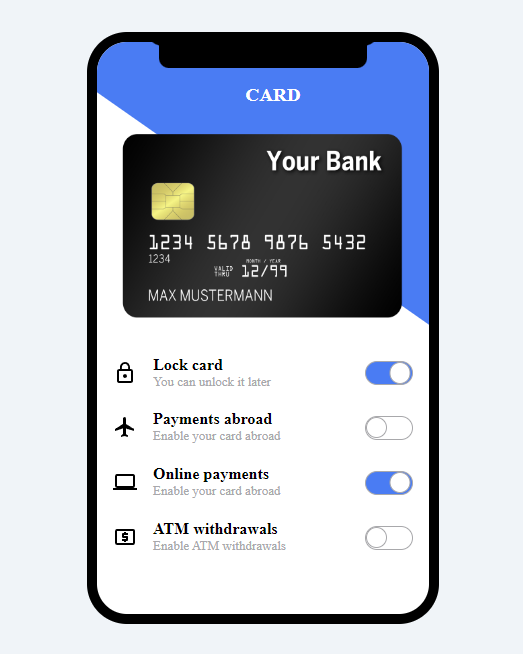 CARD
Your Bank
1234 5678 9876 5432
1234
MONTH / YEAR
VALID THRU 12/99
MAX MUSTERMANN
Lock card
You can unlock it later
Payments abroad
Enable your card abroad
Online payments
Enable your card abroad
ATM withdrawals
Enable ATM withdrawals